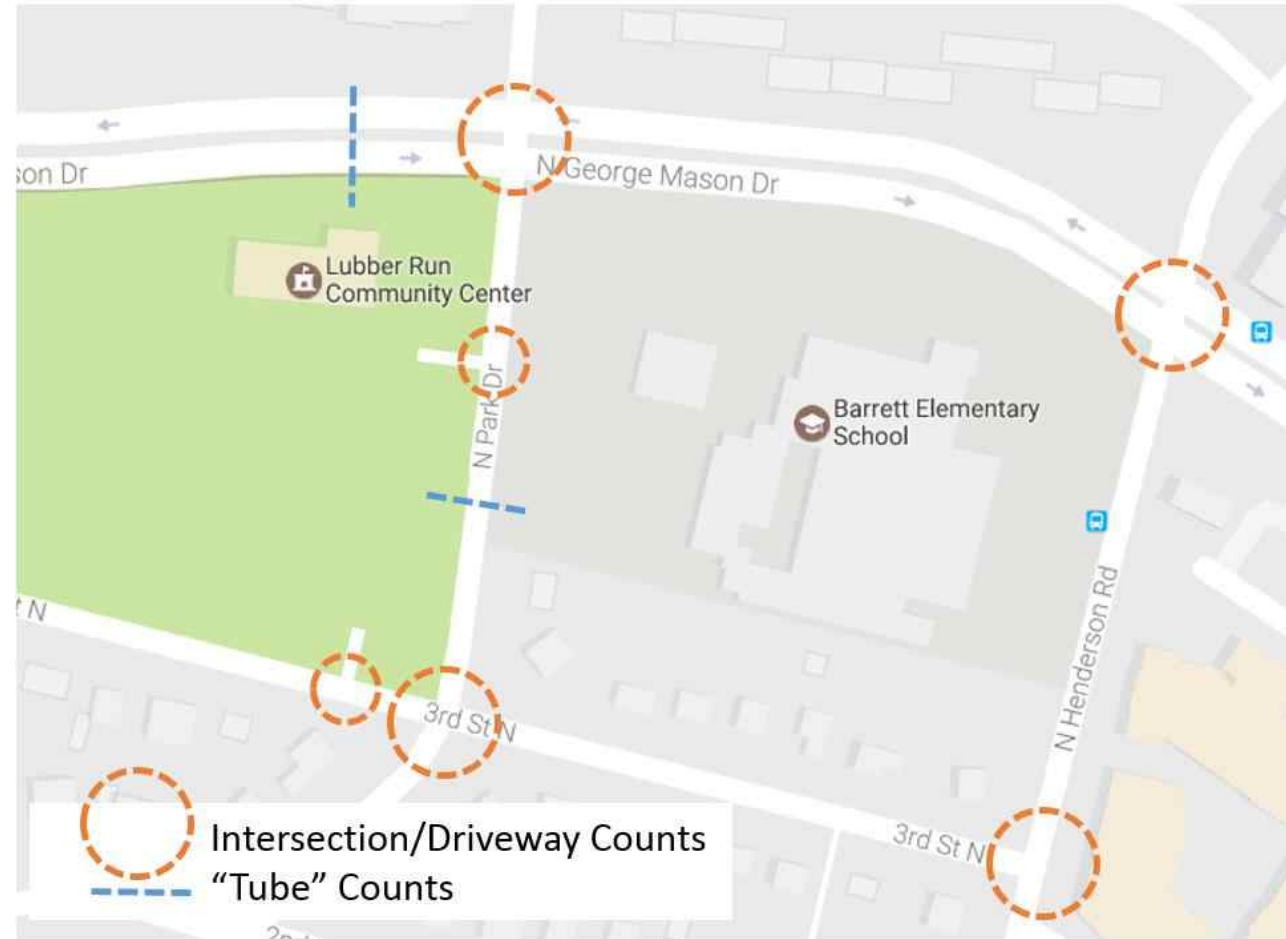 son Dr
N George Mason Dr
Lubber Run
Community Center
N Park Dr
Barrett Elementary
School
t N
N Henderson Rd
3rd St N
3rd St N
Intersection/Driveway Counts
“Tube” Counts